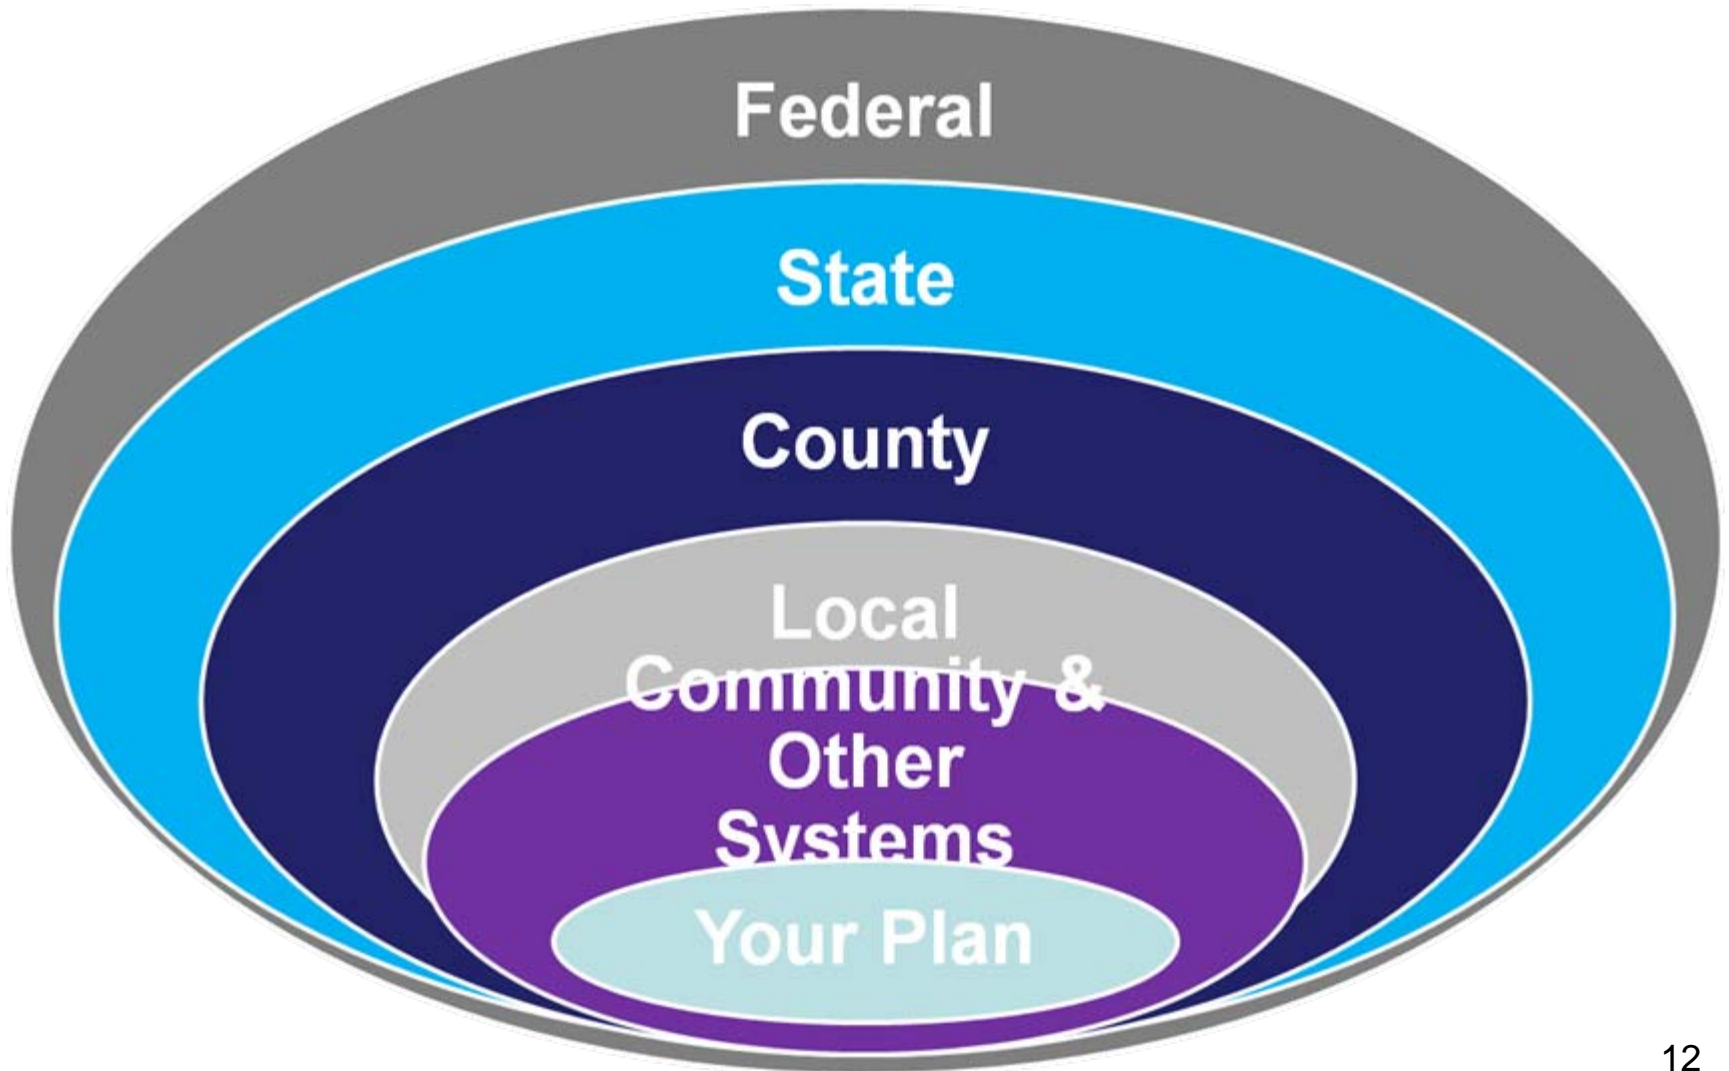 Federal
State
County
Local
Community &
Other
Systems
Your Plan
12